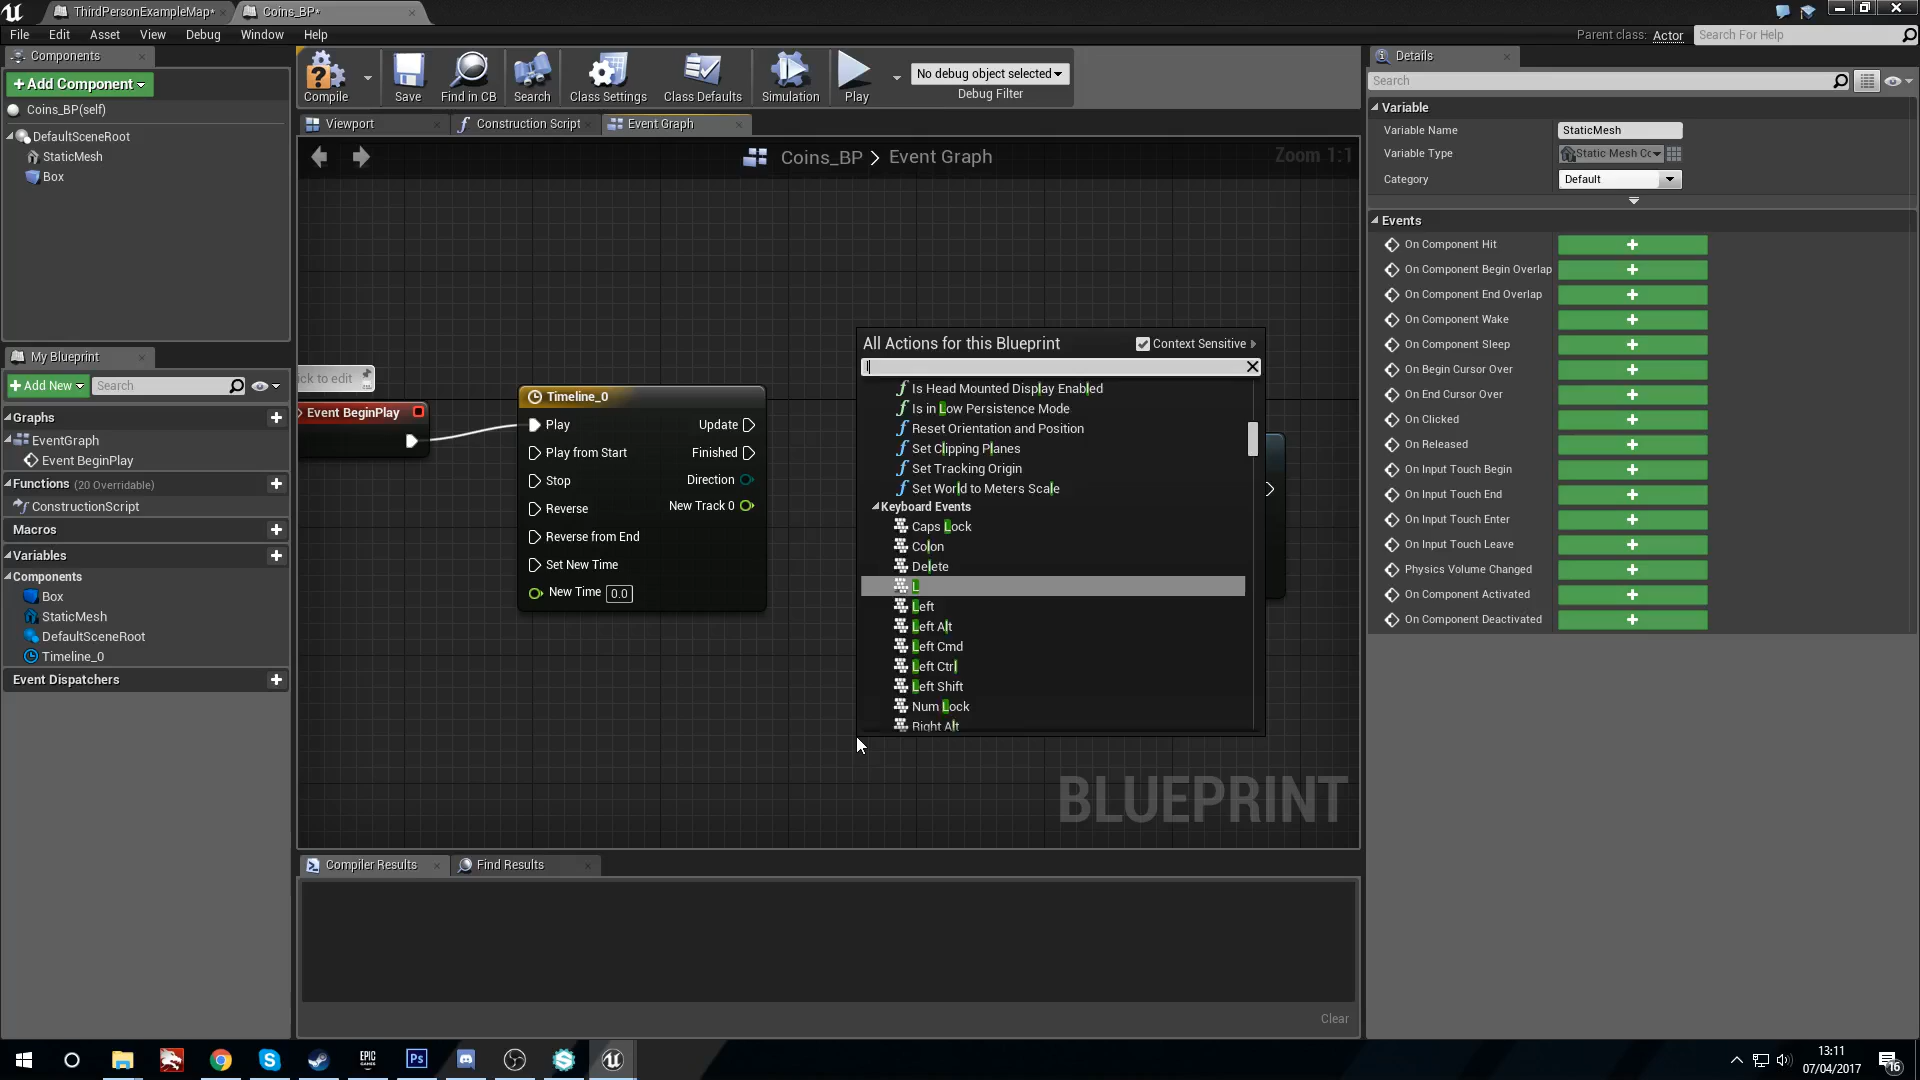 ThirdPersonExampleMap*
Coins_BP*
File Edit Asset View Debug Window Help
Parent class: Actor
Search For Help
Components
+Add Component
Coins_BP(self)
DefaultSceneRoot
StaticMesh
Box
Compile
Save
Find in CB
Search
Class Settings
Class Defaults
Simulation
Play
No debug object selected
Debug Filter
Viewport
Construction Script
Event Graph
Coins_BP > Event Graph
Zoom 1:1
My Blueprint
+Add New
Search
Graphs
EventGraph
Event BeginPlay
Functions (20 Overridable)
ConstructionScript
Macros
Variables
Components
Box
StaticMesh
DefaultSceneRoot
Timeline_0
Event Dispatchers
ick to edit
Event BeginPlay
Timeline_0
Play
Update
Play from Start
Finished
Stop
Direction
Reverse
New Track 0
Reverse from End
Set New Time
New Time 0.0
All Actions for this Blueprint
Context Sensitive
l
Is Head Mounted Display Enabled
Is in Low Persistence Mode
Reset Orientation and Position
Set Clipping Planes
Set Tracking Origin
Set World to Meters Scale
Keyboard Events
Caps Lock
Colon
Delete
L
Left
Left Alt
Left Cmd
Left Ctrl
Left Shift
Num Lock
Right Alt
BLUEPRINT
Compiler Results
Find Results
Clear
Details
Search
Variable
Variable Name StaticMesh
Variable Type Static Mesh Co
Category Default
Events
On Component Hit
On Component Begin Overlap
On Component End Overlap
On Component Wake
On Component Sleep
On Begin Cursor Over
On End Cursor Over
On Clicked
On Released
On Input Touch Begin
On Input Touch End
On Input Touch Enter
On Input Touch Leave
Physics Volume Changed
On Component Activated
On Component Deactivated
EPIC
GAMES
Ps
13:11
07/04/2017
16